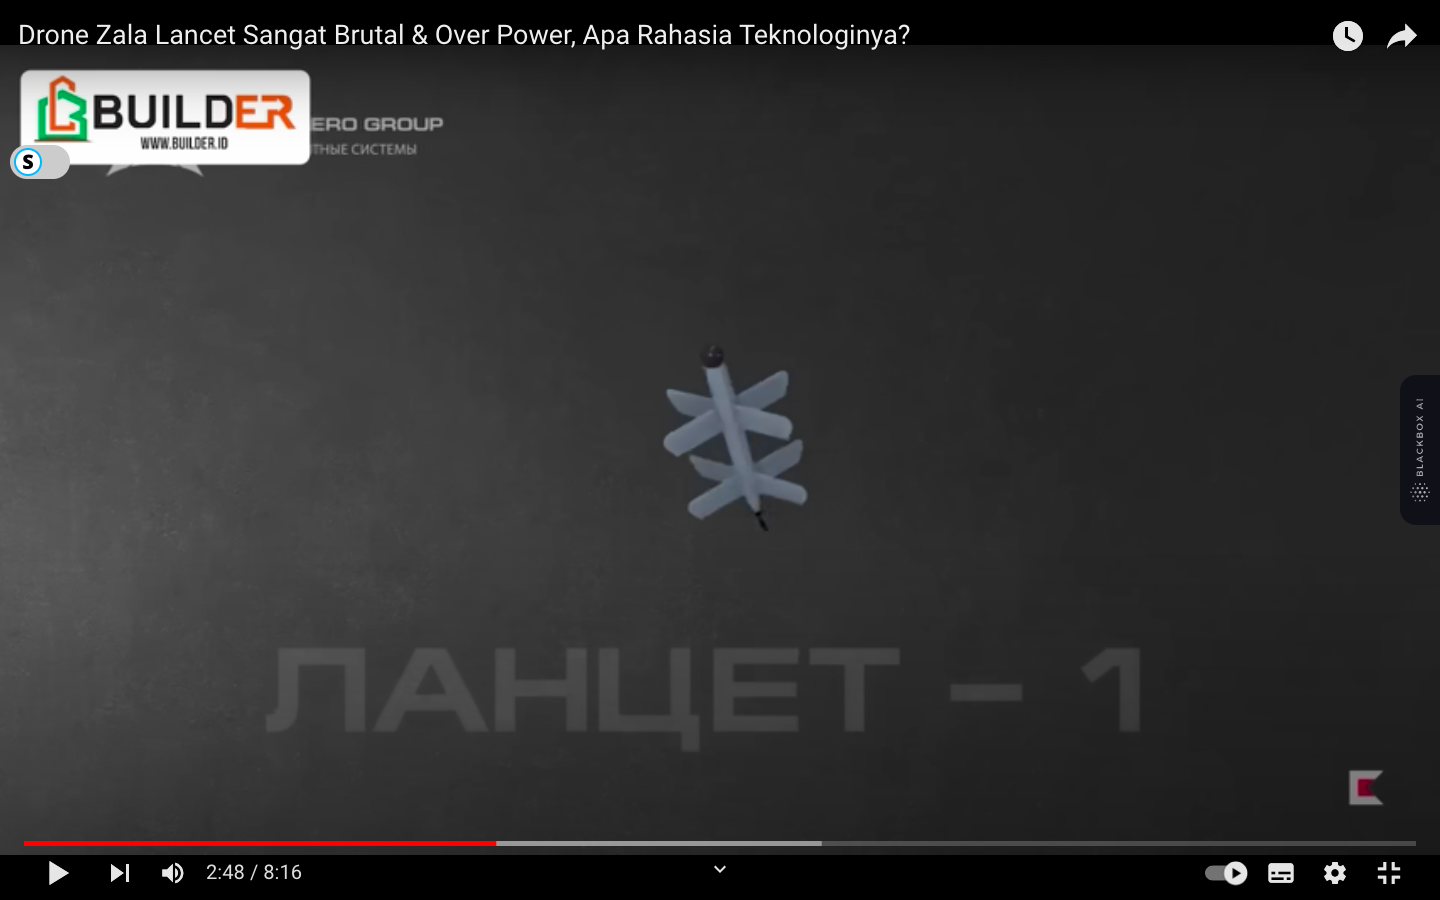 Drone Zala Lancet Sangat Brutal & Over Power, Apa Rahasia Teknologinya?
BUILDER
WWW.BUILDER.ID
ERO GROUP
ТНЫЕ СИСТЕМЫ
S
BLACKBOX AI
ЛАНЦЕТ – 1
2:48 / 8:16